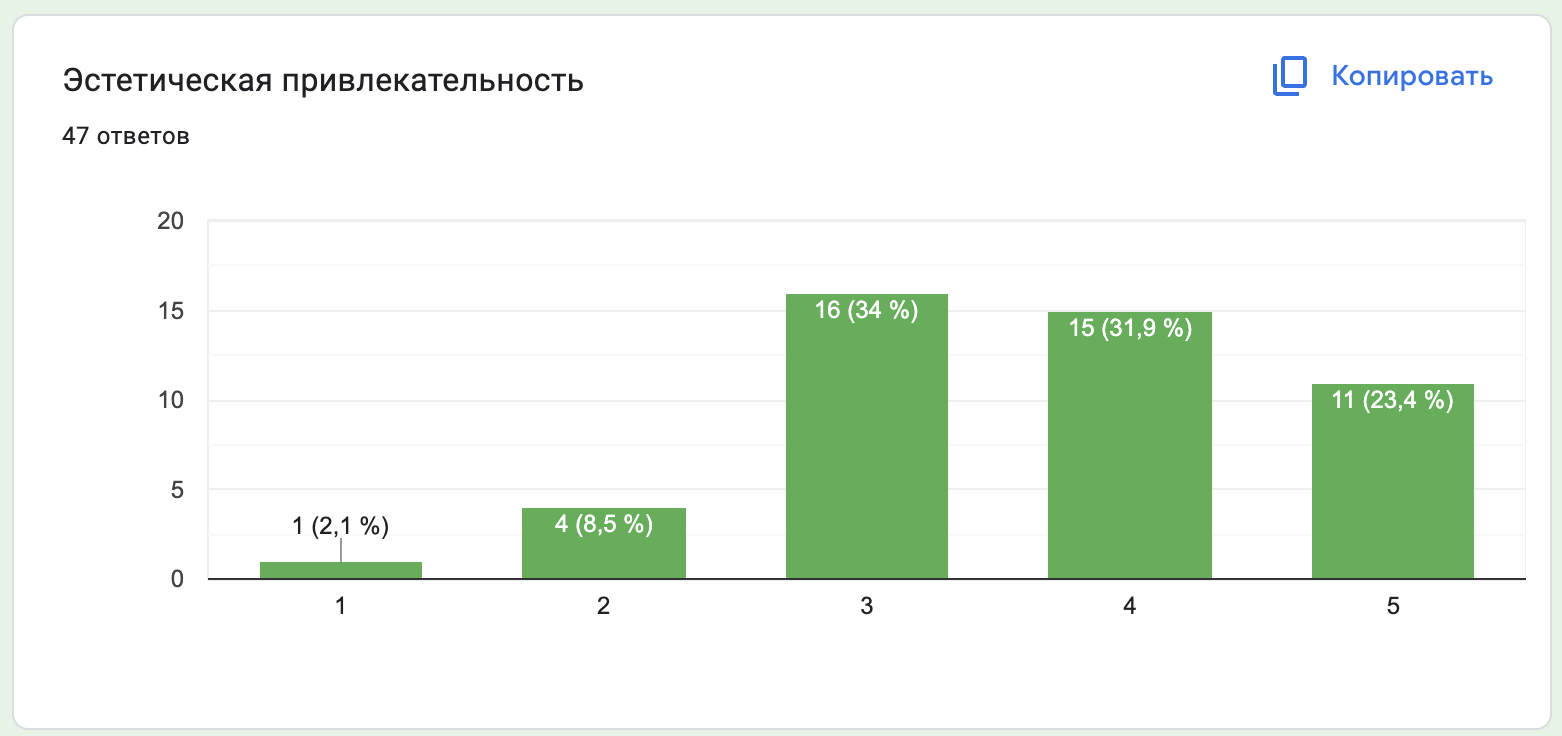 Эстетическая привлекательность
Копировать
47 ответов
20
15
10
5
0
1 (2,1 %)
4 (8,5 %)
16 (34 %)
15 (31,9 %)
11 (23,4 %)
1 2 3 4 5